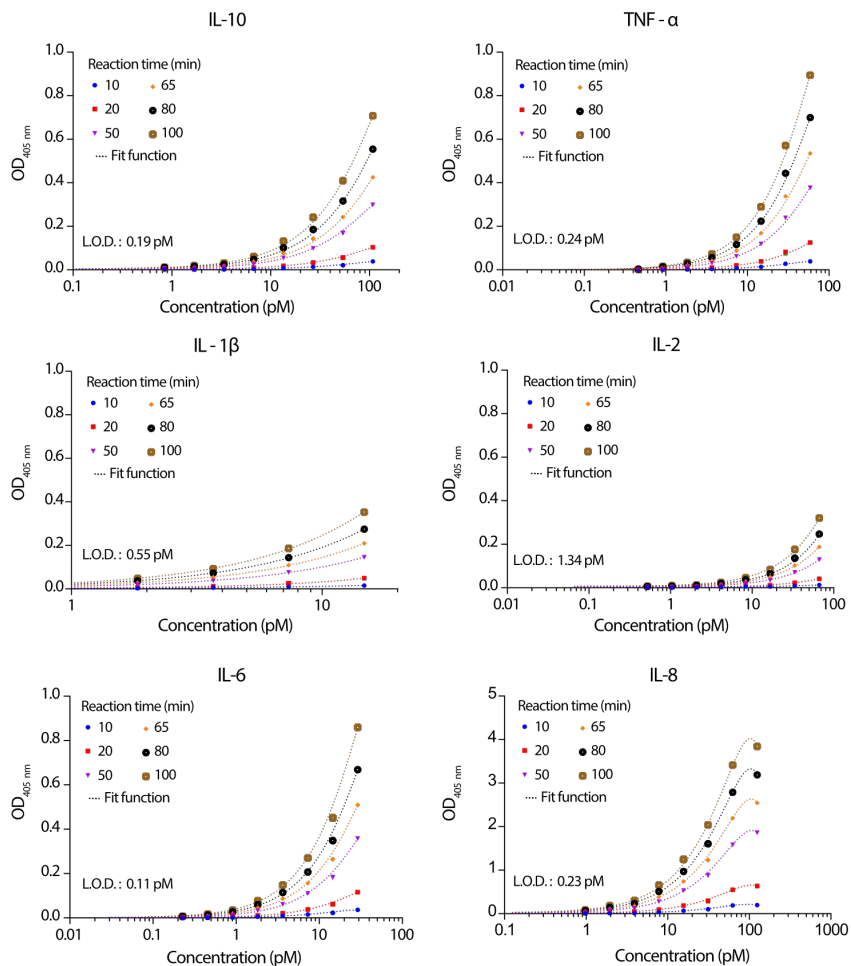 IL-10
1.0
0.8
0.6
0.4
0.2
0.0
OD405 nm
Reaction time (min)
10 65
20 80
50 100
Fit function
L.O.D. : 0.19 pM
0.1 1 10 100
Concentration (pM)
TNF - α
1.0
0.8
0.6
0.4
0.2
0.0
OD405 nm
Reaction time (min)
10 65
20 80
50 100
Fit function
L.O.D. : 0.24 pM
0.01 0.1 1 10 100
Concentration (pM)
IL - 1β
1.0
0.8
0.6
0.4
0.2
0.0
OD405 nm
Reaction time (min)
10 65
20 80
50 100
Fit function
L.O.D. : 0.55 pM
1 10
Concentration (pM)
IL-2
1.0
0.8
0.6
0.4
0.2
0.0
OD405 nm
Reaction time (min)
10 65
20 80
50 100
Fit function
L.O.D. : 1.34 pM
0.01 0.1 1 10 100
Concentration (pM)
IL-6
1.0
0.8
0.6
0.4
0.2
0.0
OD405 nm
Reaction time (min)
10 65
20 80
50 100
Fit function
L.O.D. : 0.11 pM
0.01 0.1 1 10 100
Concentration (pM)
IL-8
5
4
3
2
1
0
OD405 nm
Reaction time (min)
10 65
20 80
50 100
Fit function
L.O.D. : 0.23 pM
0.1 1 10 100 1000
Concentration (pM)